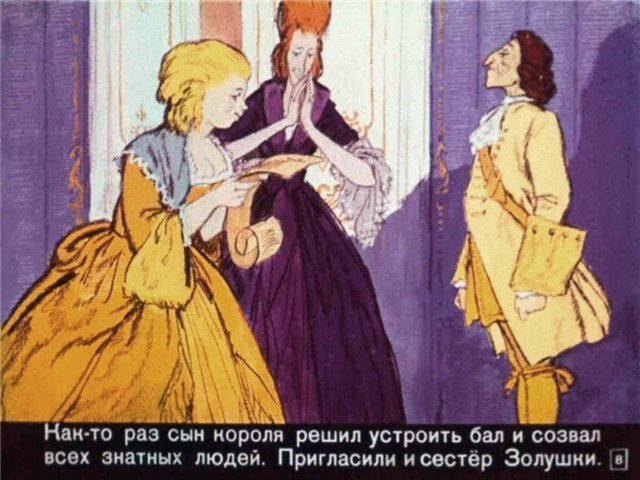 Как-то раз сын короля решил устроить бал и созвал
всех знатных людей. Пригласили и сестёр Золушки. 8